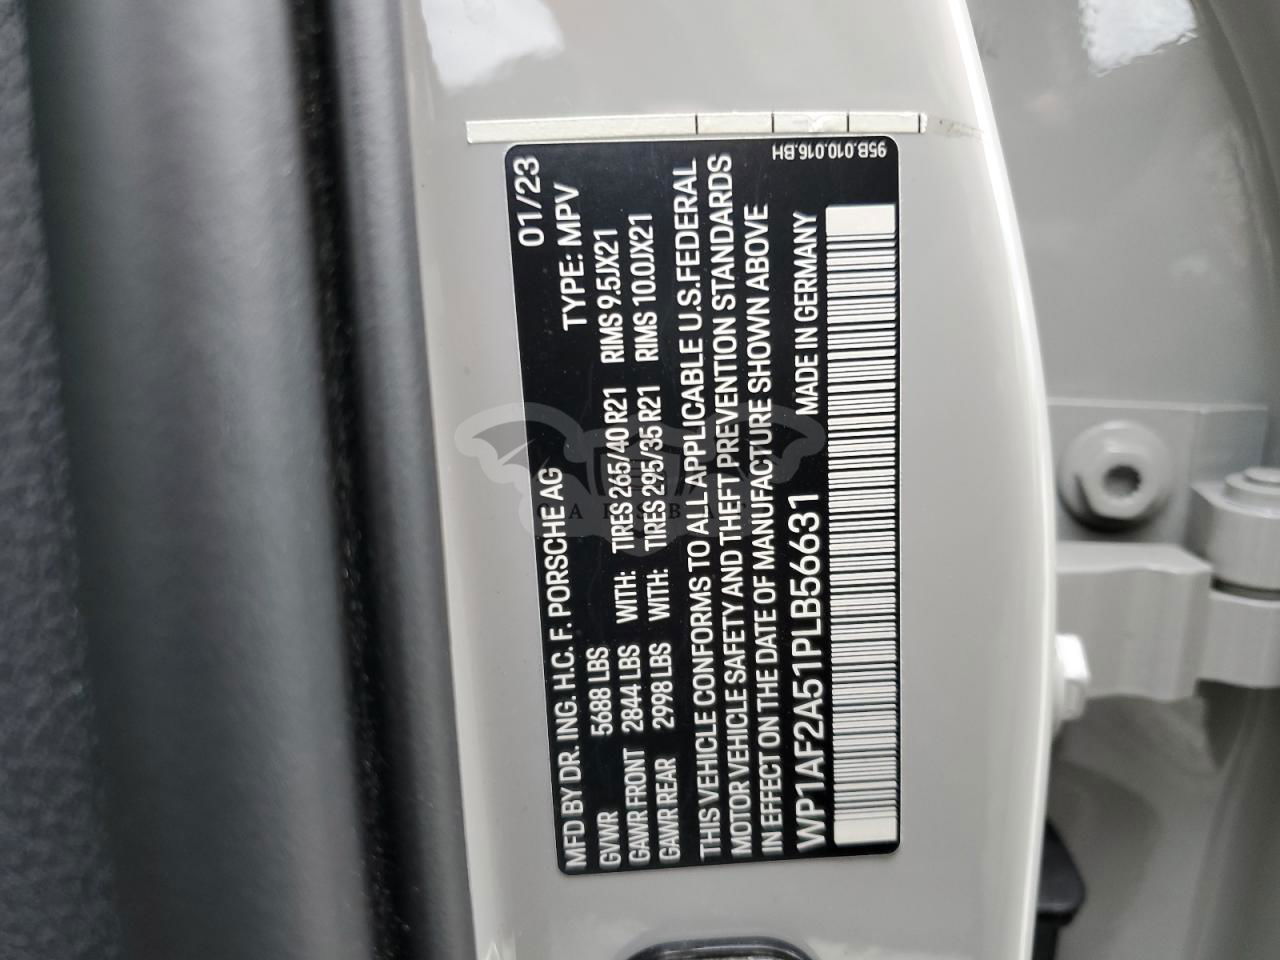 MFD BY DR. ING. H.C. F. PORSCHE AG 01/23
GVWR 5688 LBS TYPE: MPV
GAWR FRONT 2844 LBS WITH: TIRES 265/40 R21 RIMS 9.5JX21
GAWR REAR 2998 LBS WITH: TIRES 295/35 R21 RIMS 10.0JX21
THIS VEHICLE CONFORMS TO ALL APPLICABLE U.S.FEDERAL
MOTOR VEHICLE SAFETY AND THEFT PREVENTION STANDARDS
IN EFFECT ON THE DATE OF MANUFACTURE SHOWN ABOVE
WP1AF2A51PLB56631 MADE IN GERMANY
95B.010.016.BH